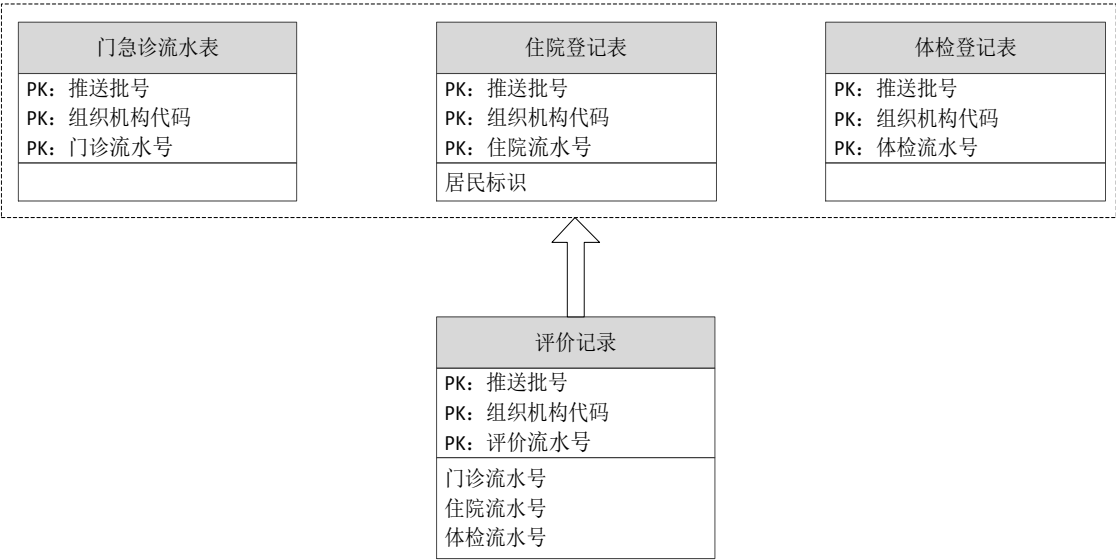 门急诊流水表
PK：推送批号
PK：组织机构代码
PK：门诊流水号
住院登记表
PK：推送批号
PK：组织机构代码
PK：住院流水号
居民标识
体检登记表
PK：推送批号
PK：组织机构代码
PK：体检流水号
评价记录
PK：推送批号
PK：组织机构代码
PK：评价流水号
门诊流水号
住院流水号
体检流水号